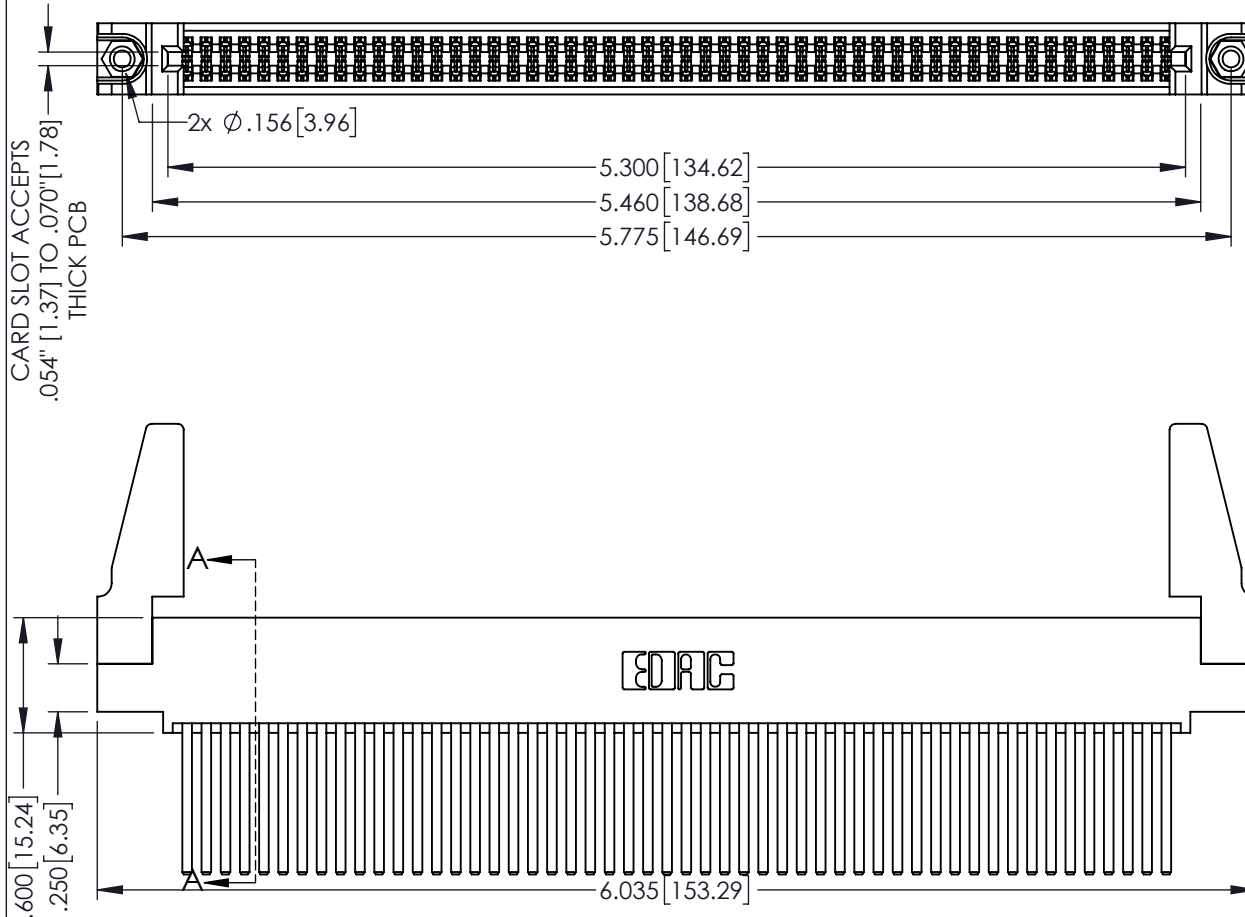 2x ∅.156[3.96]
5.300[134.62]
5.460[138.68]
5.775[146.69]
CARD SLOT ACCEPTS
.054" [1.37] TO .070"[1.78]
THICK PCB
A
EDAC
.600[15.24]
.250[6.35]
A
6.035[153.29]